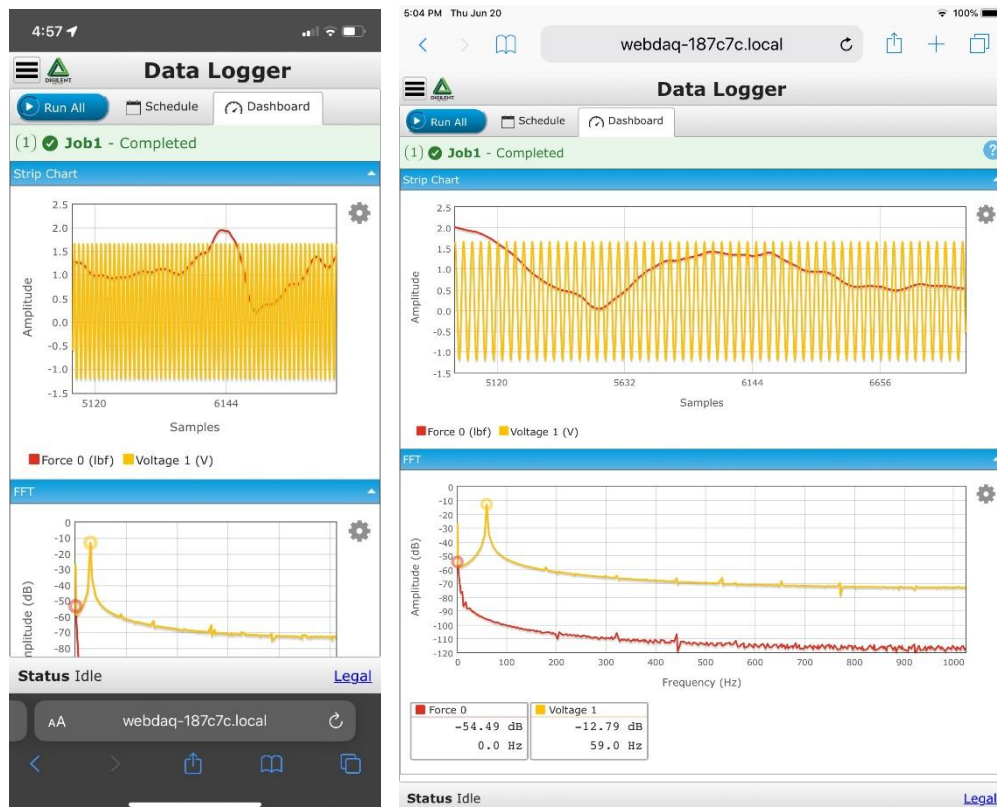 4:57
DIGILENT
Data Logger
Run All
Schedule
Dashboard
(1) Job1 - Completed
Strip Chart
2.5
2.0
1.5
1.0
0.5
0.0
-0.5
-1.0
-1.5
Amplitude
5120 6144
Samples
Force 0 (lbf) Voltage 1 (V)
FFT
0
-10
-20
-30
-40
-50
-60
-70
-80
mplitude (dB)
Status Idle Legal
AA webdaq-187c7c.local
5:04 PM Thu Jun 20 100%
webdaq-187c7c.local
DIGILENT
Data Logger
Run All
Schedule
Dashboard
(1) Job1 - Completed ?
Strip Chart
2.5
2.0
1.5
1.0
0.5
0.0
-0.5
-1.0
-1.5
Amplitude
5120 5632 6144 6656
Samples
Force 0 (lbf) Voltage 1 (V)
FFT
0
-10
-20
-30
-40
-50
-60
-70
-80
-90
-100
-110
-120
Amplitude (dB)
0 100 200 300 400 500 600 700 800 900 1000
Frequency (Hz)
Force 0 Voltage 1
-54.49 dB -12.79 dB
0.0 Hz 59.0 Hz
Status Idle Legal